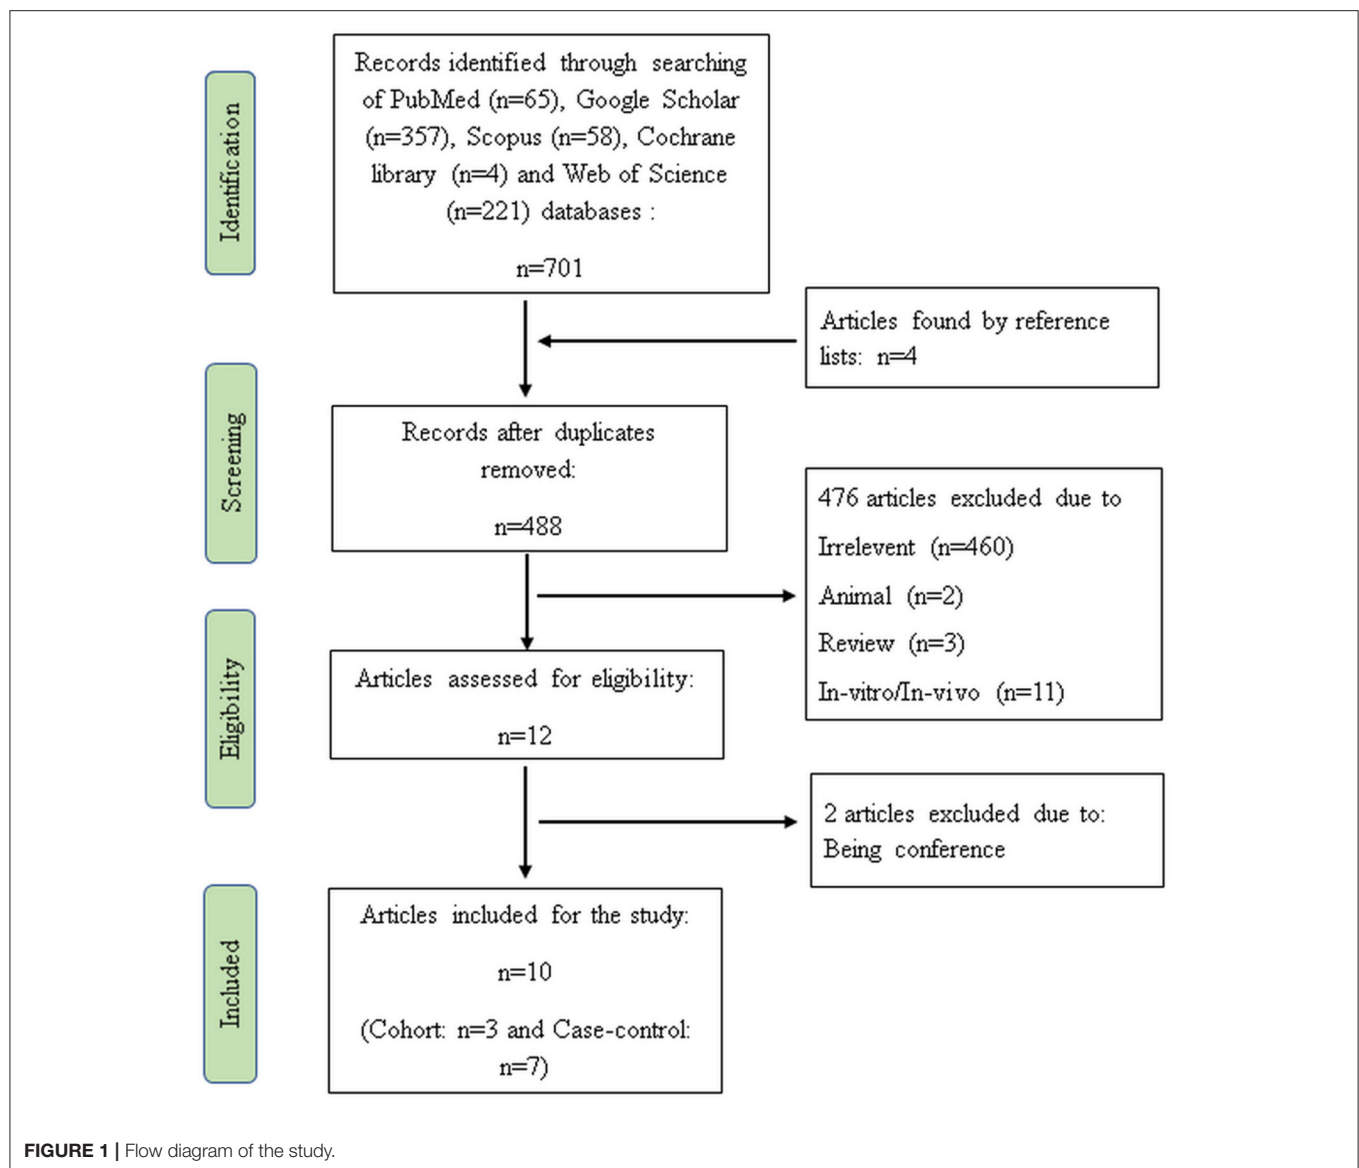 Identification
Records identified through searching
of PubMed (n=65), Google Scholar
(n=357), Scopus (n=58), Cochrane
library (n=4) and Web of Science
(n=221) databases :
n=701
Articles found by reference
lists: n=4
Screening
Records after duplicates
removed:
n=488
476 articles excluded due to
Irrelevent (n=460)
Animal (n=2)
Review (n=3)
In-vitro/In-vivo (n=11)
Eligibility
Articles assessed for eligibility:
n=12
2 articles excluded due to:
Being conference
Included
Articles included for the study:
n=10
(Cohort: n=3 and Case-control:
n=7)
FIGURE 1 | Flow diagram of the study.